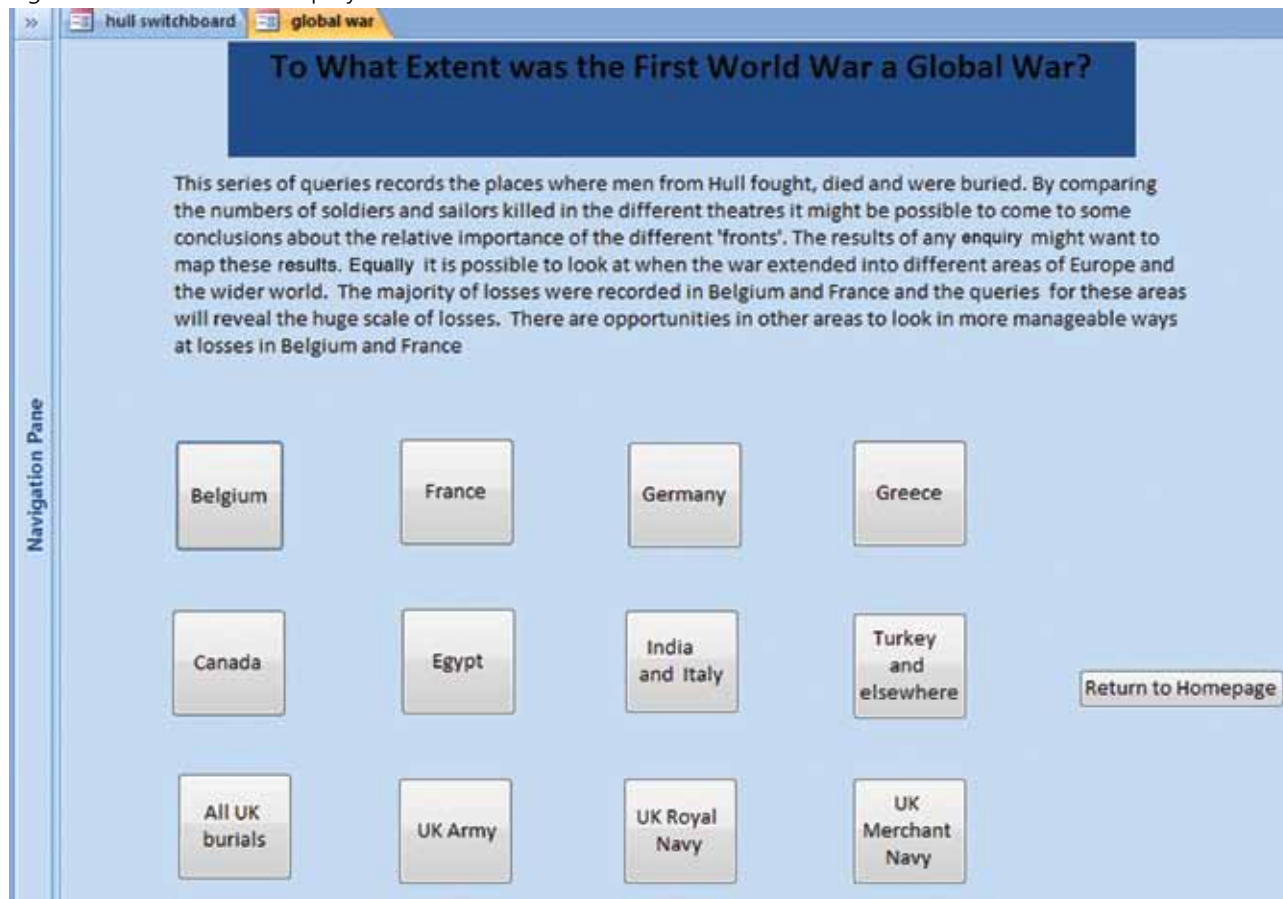 »
hull switchboard
global war
To What Extent was the First World War a Global War?
This series of queries records the places where men from Hull fought, died and were buried. By comparing
the numbers of soldiers and sailors killed in the different theatres it might be possible to come to some
conclusions about the relative importance of the different 'fronts'. The results of any enquiry might want to
map these results. Equally it is possible to look at when the war extended into different areas of Europe and
the wider world. The majority of losses were recorded in Belgium and France and the queries for these areas
will reveal the huge scale of losses. There are opportunities in other areas to look in more manageable ways
at losses in Belgium and France
Navigation Pane
Belgium
France
Germany
Greece
Canada
Egypt
India
and Italy
Turkey
and
elsewhere
Return to Homepage
All UK
burials
UK Army
UK Royal
Navy
UK
Merchant
Navy